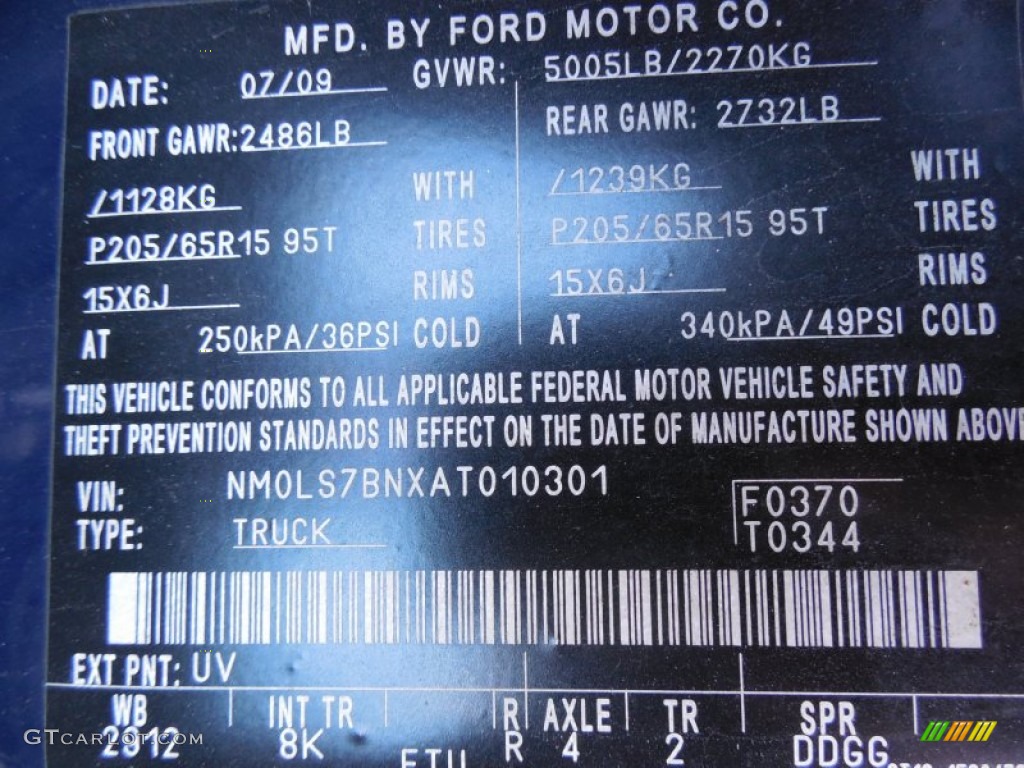 MFD. BY FORD MOTOR CO.
DATE: 07/09 GVWR: 5005LB/2270KG
FRONT GAWR:2486LB REAR GAWR: 2732LB
/1128KG WITH /1239KG WITH
P205/65R15 95T TIRES P205/65R15 95T TIRES
15X6J RIMS 15X6J RIMS
AT 250kPA/36PSI COLD AT 340kPA/49PSI COLD
THIS VEHICLE CONFORMS TO ALL APPLICABLE FEDERAL MOTOR VEHICLE SAFETY AND
THEFT PREVENTION STANDARDS IN EFFECT ON THE DATE OF MANUFACTURE SHOWN ABOVE
VIN: NM0LS7BNXAT010301
TYPE: TRUCK
F0370
T0344
EXT PNT: UV
WB INT TR R AXLE TR SPR
2912 8K R 4 2 DDGG
GTcarlot.com